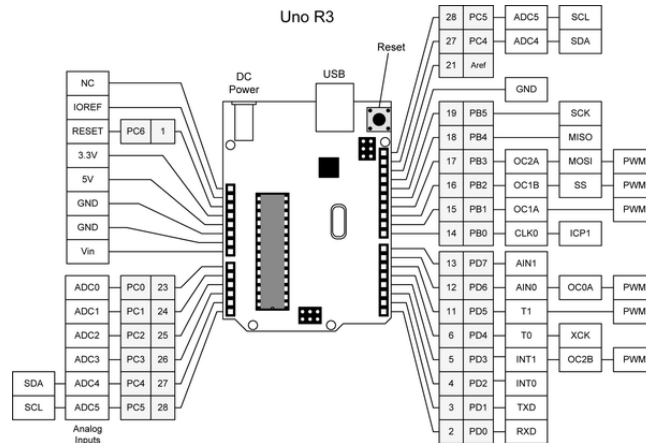 Uno R3
Reset
DC
Power
USB
NC
IOREF
RESET PC6 1
3.3V
5V
GND
GND
Vin
ADC0 PC0 23
ADC1 PC1 24
ADC2 PC2 25
ADC3 PC3 26
SDA ADC4 PC4 27
SCL ADC5 PC5 28
Analog
Inputs
28 PC5 ADC5 SCL
27 PC4 ADC4 SDA
21 Aref
GND
19 PB5 SCK
18 PB4 MISO
17 PB3 OC2A MOSI PWM
16 PB2 OC1B SS PWM
15 PB1 OC1A PWM
14 PB0 CLK0 ICP1
13 PD7 AIN1
12 PD6 AIN0 OC0A PWM
11 PD5 T1 PWM
6 PD4 T0 XCK
5 PD3 INT1 OC2B PWM
4 PD2 INT0
3 PD1 TXD
2 PD0 RXD